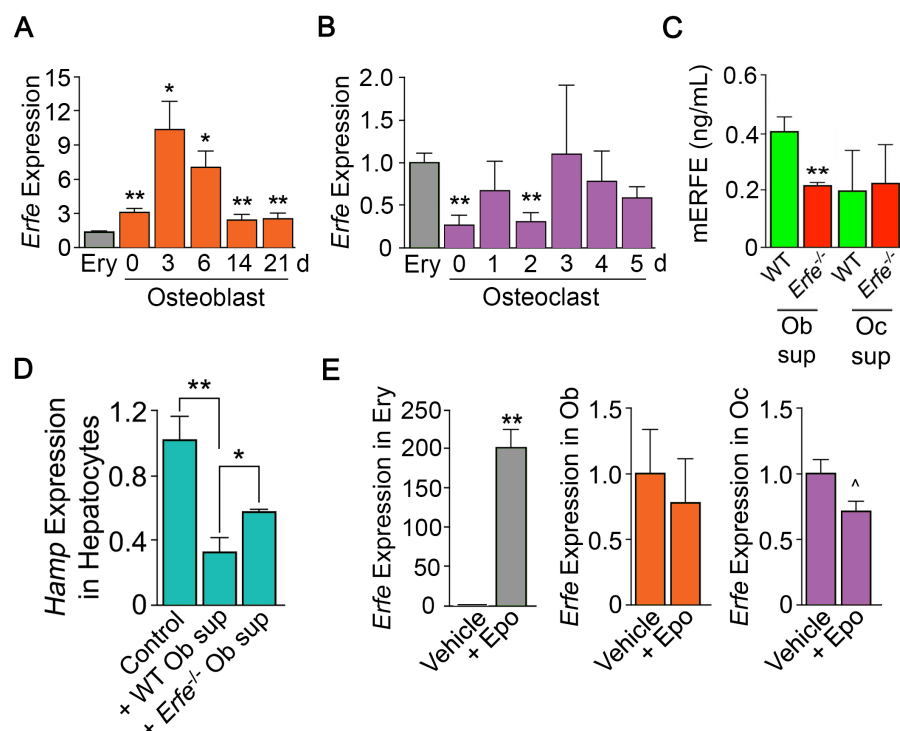 A
Erfe Expression
15
12
9
6
3
0
*
*
**
**
**
Ery 0 3 6 14 21 d
Osteoblast
B
Erfe Expression
2.0
1.5
1.0
0.5
0
**
**
Ery 0 1 2 3 4 5 d
Osteoclast
C
mERFE (ng/mL)
0.6
0.4
0.2
0
**
WT
Erfe-/-
WT
Erfe-/-
Ob
sup
Oc
sup
D
Hamp Expression
in Hepatocytes
1.2
0.8
0.4
0
**
*
Control
+ WT Ob sup
+ Erfe-/- Ob sup
E
Erfe Expression in Ery
250
200
150
100
50
0
**
Vehicle
+ Epo
Erfe Expression in Ob
1.5
1.0
0.5
0
Vehicle
+ Epo
Erfe Expression in Oc
1.5
1.0
0.5
0
^
Vehicle
+ Epo